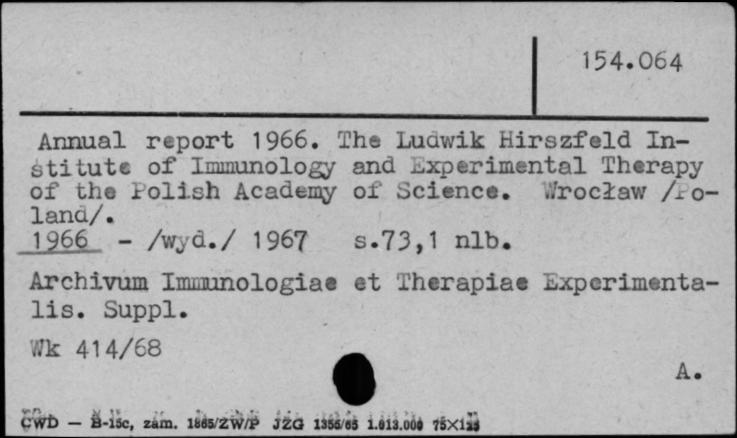 154.064
Annual report 1966. The Ludwik Hirszfeld In-
stitute of Immunology and Experimental Therapy
of the Polish Academy of Science. Wrocław /Po-
land/.
1966 - /wyd./ 1967 s.73,1 nlb.
Archivum Immunologiae et Therapiae Experimenta-
lis. Suppl.
Wk 414/68
A.
CWD — B-15c, zam. 1865/ZW/P JZG 1355/65 1.013.000 75X125